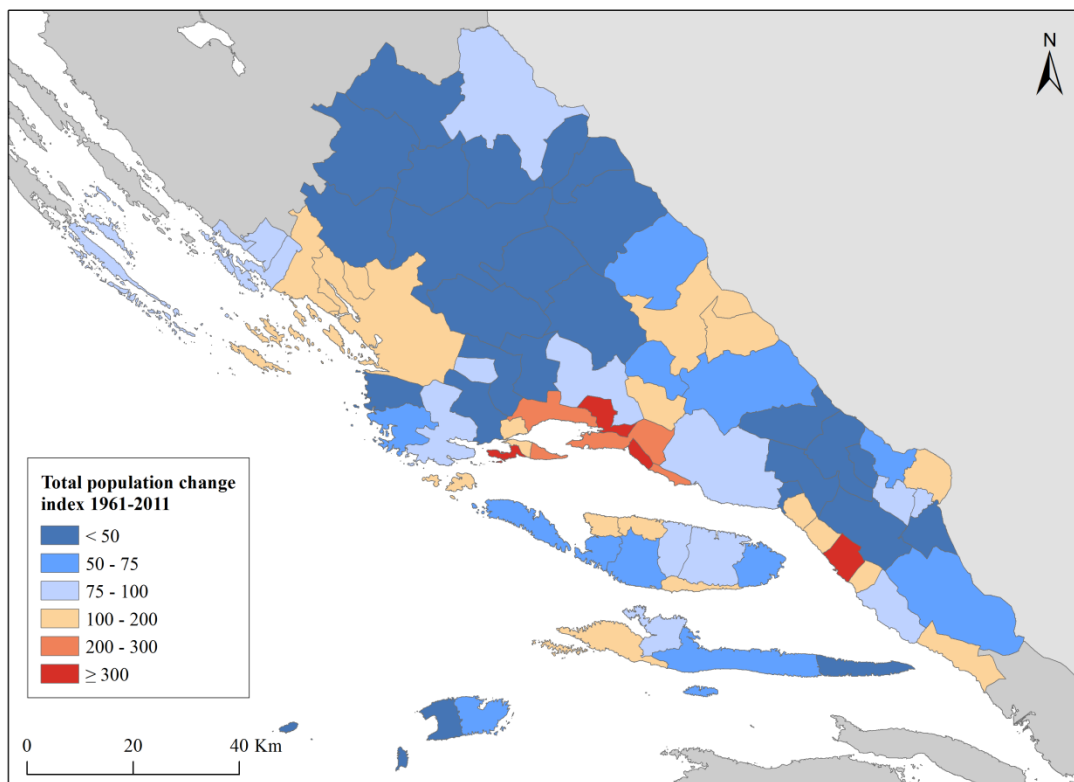 N
Total population change
index 1961-2011
< 50
50 - 75
75 - 100
100 - 200
200 - 300
≥ 300
0 20 40 Km